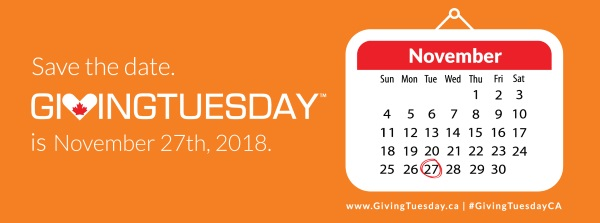 Save the date.
GIVINGTUESDAY™
is November 27th, 2018.
November
Sun Mon Tue Wed Thu Fri Sat
1 2 3
4 5 6 7 8 9 10
11 12 13 14 15 16 17
18 19 20 21 22 23 24
25 26 27 28 29 30
www.GivingTuesday.ca | #GivingTuesdayCA